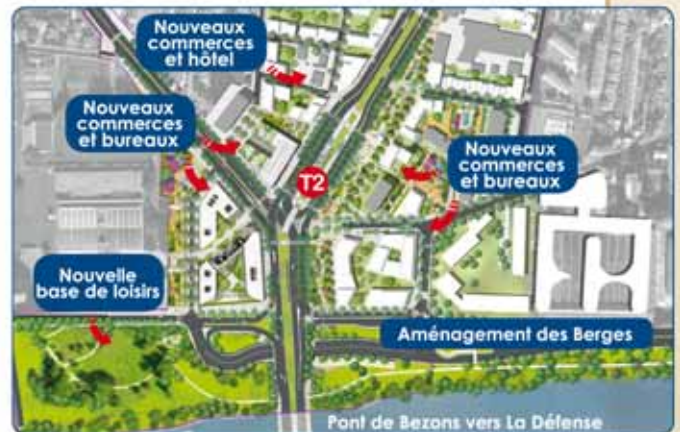 Nouveaux
commerces
et hôtel
Nouveaux
commerces
et bureaux
T2
Nouveaux
commerces
et bureaux
Nouvelle
base de loisirs
Aménagement des Berges
Pont de Bezons vers La Défense